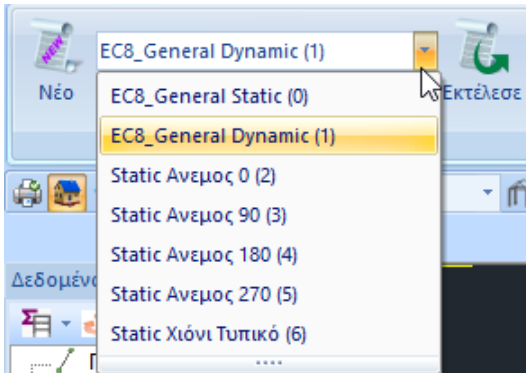 NEW
EC8_General Dynamic (1)
Νέο
Εκτέλεσε
EC8_General Static (0)
EC8_General Dynamic (1)
Static Ανεμος 0 (2)
Static Ανεμος 90 (3)
Static Ανεμος 180 (4)
Static Ανεμος 270 (5)
Static Χιόνι Τυπικό (6)